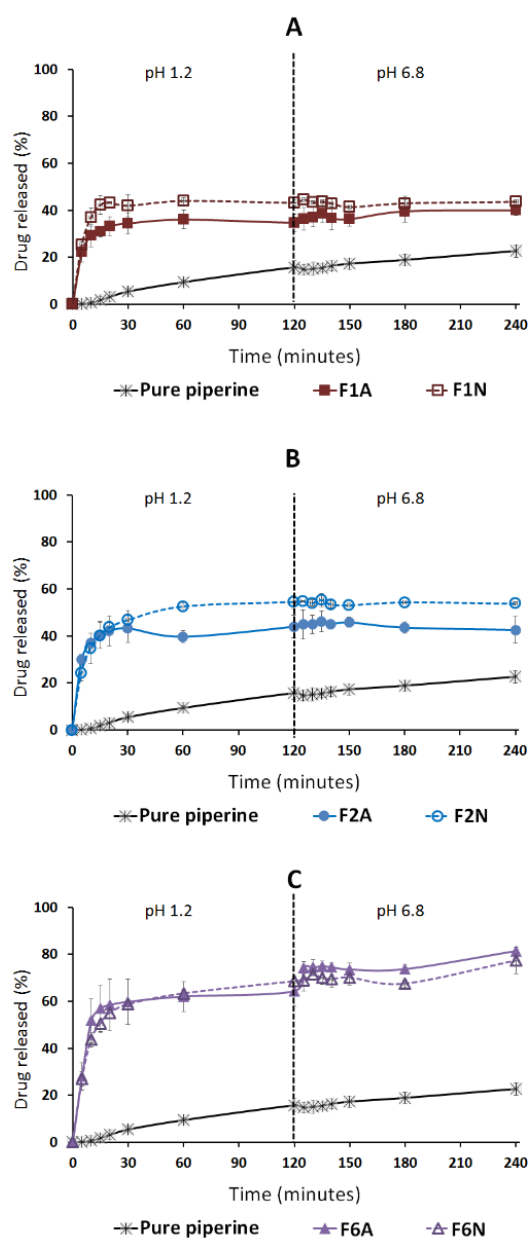 A
pH 1.2 pH 6.8
Drug released (%)
100
80
60
40
20
0
0 30 60 90 120 150 180 210 240
Time (minutes)
Pure piperine F1A F1N
B
pH 1.2 pH 6.8
Drug released (%)
100
80
60
40
20
0
0 30 60 90 120 150 180 210 240
Time (minutes)
Pure piperine F2A F2N
C
pH 1.2 pH 6.8
Drug released (%)
100
80
60
40
20
0
0 30 60 90 120 150 180 210 240
Time (minutes)
Pure piperine F6A F6N